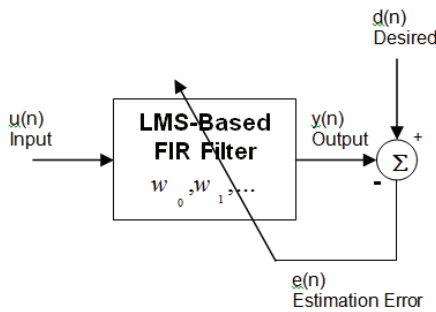 d(n)
Desired
u(n)
Input
LMS-Based
FIR Filter
w₀,w₁,...
y(n)
Output
+
Σ
-
e(n)
Estimation Error